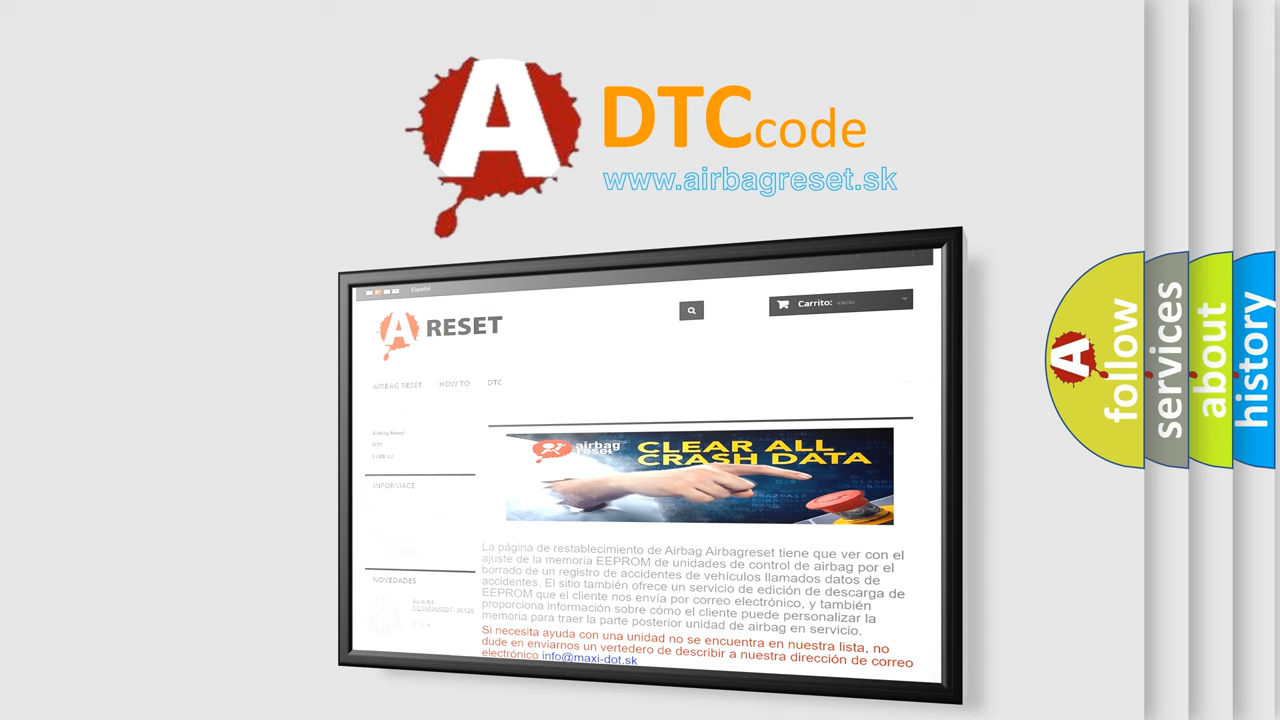 A
DTC code
www.airbagreset.sk
Español
A RESET
Carrito: vacío
AIRBAG RESET HOW TO DTC
Airbag Reset
DTC
HOW TO
INFORMACE
NOVEDADES
airbag
reset
CLEAR ALL
CRASH DATA
La página de restablecimiento de Airbag Airbagreset tiene que ver con el
ajuste de la memoria EEPROM de unidades de control de airbag por el
borrado de un registro de accidentes de vehículos llamados datos de
accidentes. El sitio también ofrece un servicio de edición de descarga de
EEPROM que el cliente nos envía por correo electrónico, y también
proporciona información sobre cómo el cliente puede personalizar la
memoria para traer la parte posterior unidad de airbag en servicio.
Si necesita ayuda con una unidad no se encuentra en nuestra lista, no
dude en enviarnos un vertedero de describir a nuestra dirección de correo
electrónico info@maxi-dot.sk
A
follow
services
about
history